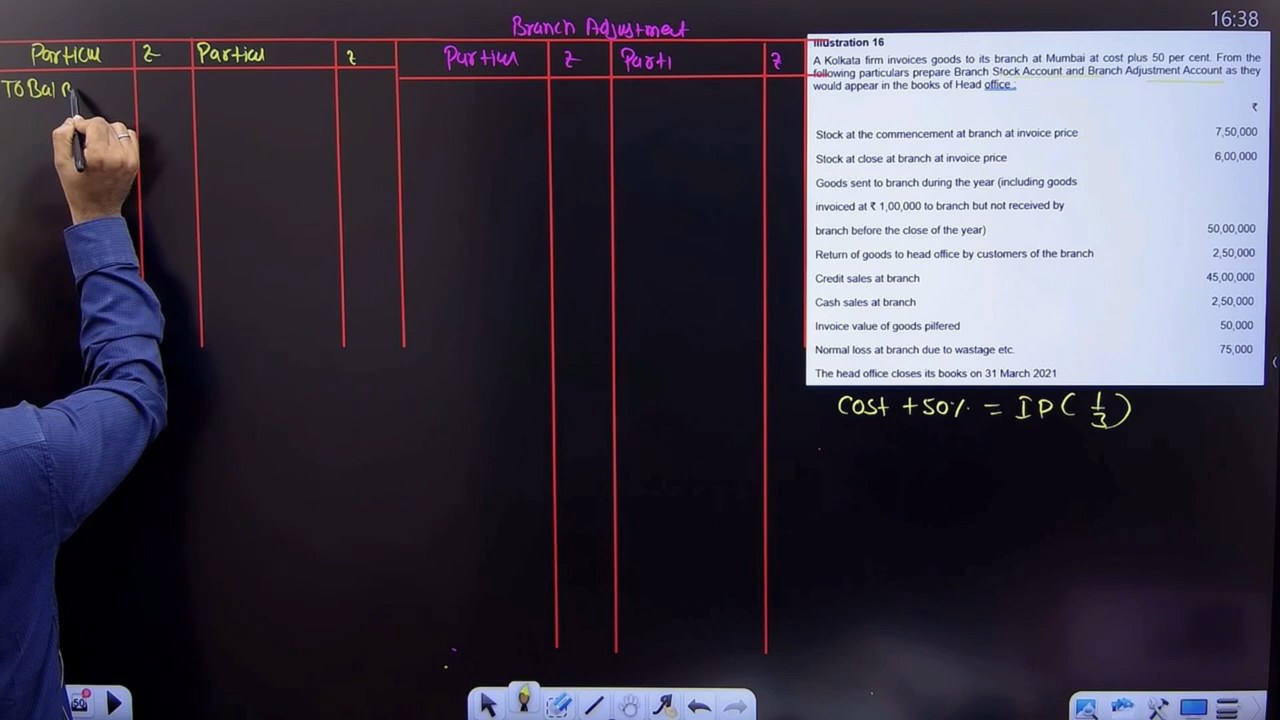 16:38
Branch Adjustment
Particu ₹ Particu ₹ Particu ₹ Parti ₹
To Bal
Illustration 16
A Kolkata firm invoices goods to its branch at Mumbai at cost plus 50 per cent. From the
following particulars prepare Branch Stock Account and Branch Adjustment Account as they
would appear in the books of Head office :
₹
Stock at the commencement at branch at invoice price 7,50,000
Stock at close at branch at invoice price 6,00,000
Goods sent to branch during the year (including goods
invoiced at ₹ 1,00,000 to branch but not received by
branch before the close of the year) 50,00,000
Return of goods to head office by customers of the branch 2,50,000
Credit sales at branch 45,00,000
Cash sales at branch 2,50,000
Invoice value of goods pilfered 50,000
Normal loss at branch due to wastage etc. 75,000
The head office closes its books on 31 March 2021
Cost + 50% = IP ( 1/3 )
50